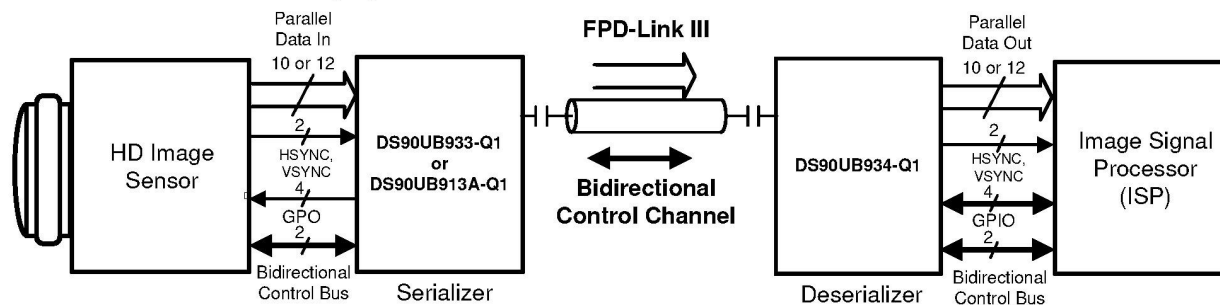 Parallel
Data In
10 or 12
HD Image
Sensor
2
HSYNC,
VSYNC
4
GPO
2
Bidirectional
Control Bus
DS90UB933-Q1
or
DS90UB913A-Q1
Serializer
FPD-Link III
Bidirectional
Control Channel
DS90UB934-Q1
Deserializer
Parallel
Data Out
10 or 12
2
HSYNC,
VSYNC
4
GPIO
2
Bidirectional
Control Bus
Image Signal
Processor
(ISP)